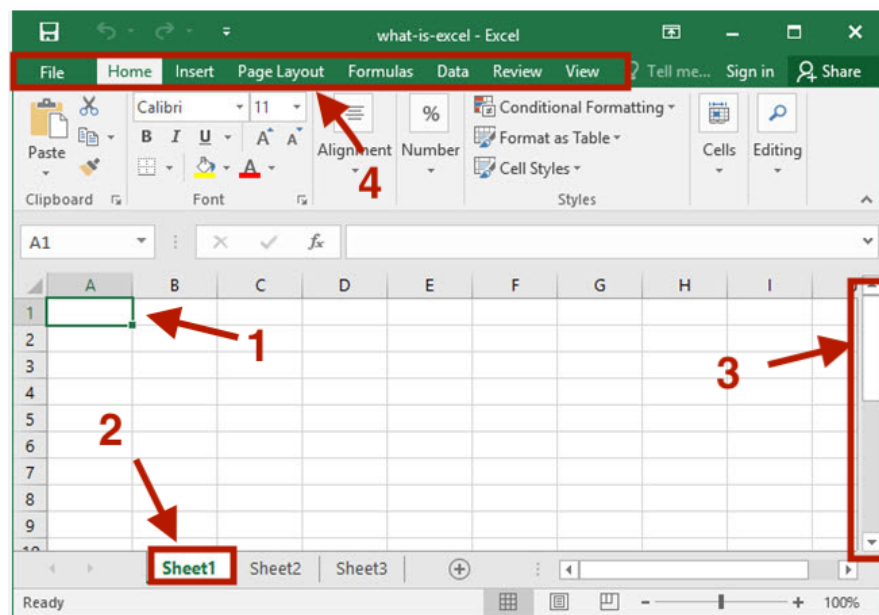 what-is-excel - Excel
File Home Insert Page Layout Formulas Data Review View Tell me... Sign in Share
Calibri 11 % Conditional Formatting
B I U A A Format as Table
Paste A Alignment Number Cell Styles Cells Editing
4
Clipboard Font Styles
A1 fx
A B C D E F G H I
1
2
3
4
5
6
7
8
9
1
2
3
Sheet1 Sheet2 Sheet3
Ready 100%